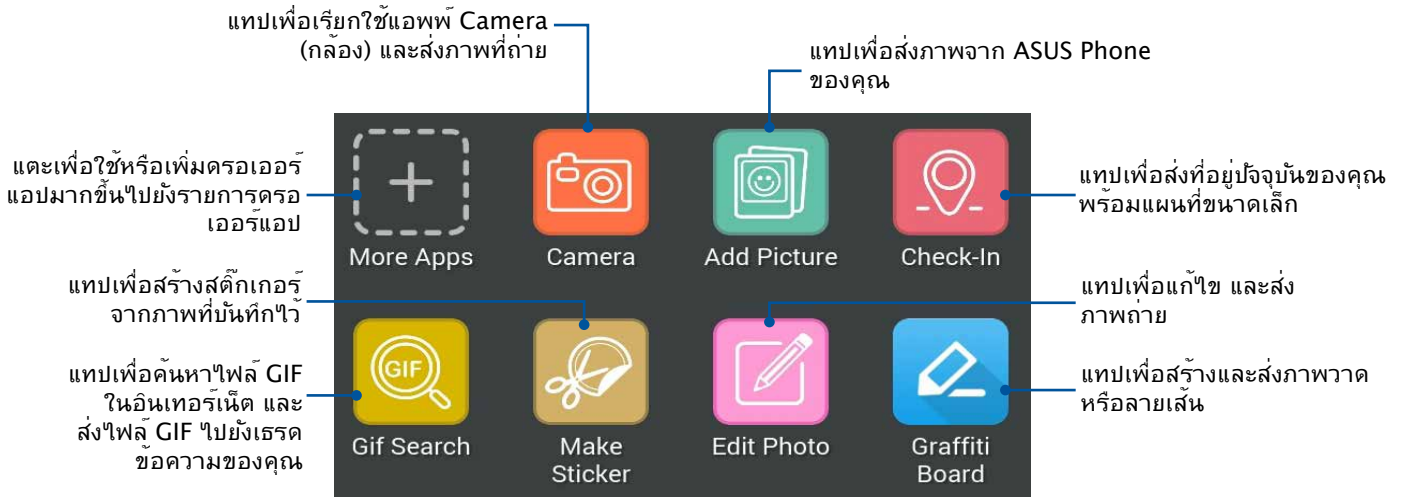 แทปเพื่อเรียกใช้แอพพ์ Camera
(กล้อง) และส่งภาพที่ถ่าย
แทปเพื่อส่งภาพจาก ASUS Phone
ของคุณ
แตะเพื่อใช้หรือเพิ่มดรอเออร์
แอปมากขึ้นไปยังรายการดรอ
เออร์แอป
แทปเพื่อส่งที่อยู่ปัจจุบันของคุณ
พร้อมแผนที่ขนาดเล็ก
More Apps
Camera
Add Picture
Check-In
แทปเพื่อสร้างสติ๊กเกอร์
จากภาพที่บันทึกไว้
แทปเพื่อแก้ไข และส่ง
ภาพถ่าย
แทปเพื่อค้นหาไฟล์ GIF
ในอินเทอร์เน็ต และ
ส่งไฟล์ GIF ไปยังเธรด
ข้อความของคุณ
GIF
แทปเพื่อสร้างและส่งภาพวาด
หรือลายเส้น
Gif Search
Make
Sticker
Edit Photo
Graffiti
Board